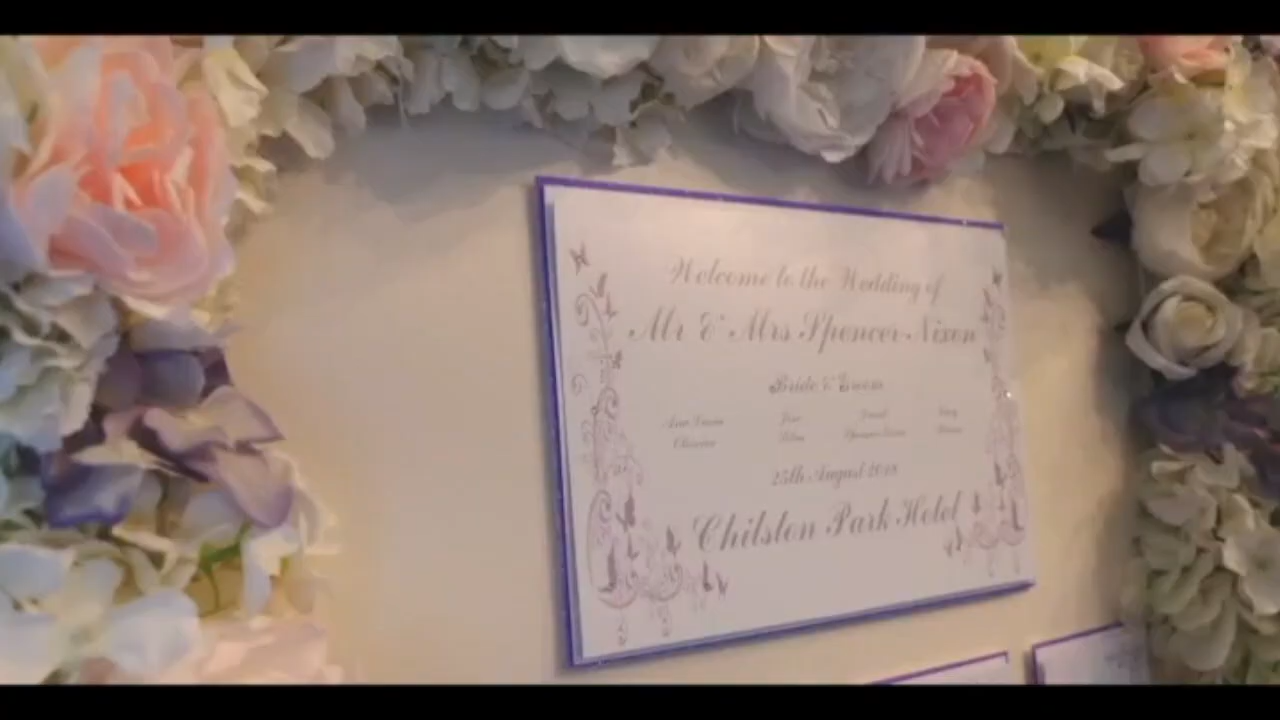 Welcome to the Wedding of
Mr & Mrs Spencer-Nixon
Bride & Groom
25th August 2018
Chilston Park Hotel